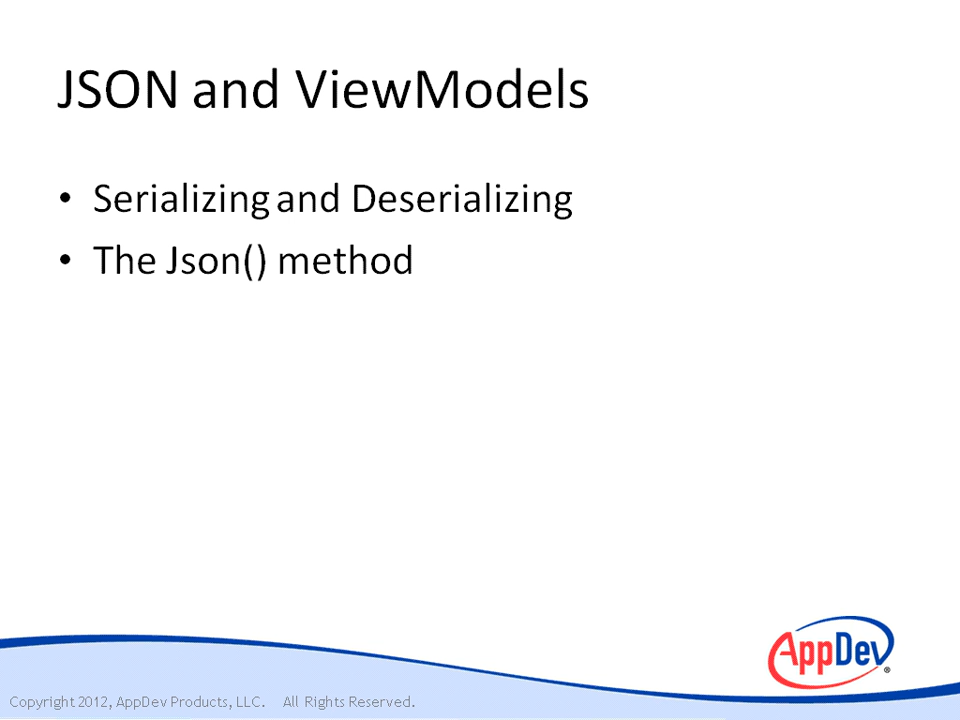 JSON and ViewModels
• Serializing and Deserializing
• The Json() method
AppDev®
Copyright 2012, AppDev Products, LLC. All Rights Reserved.